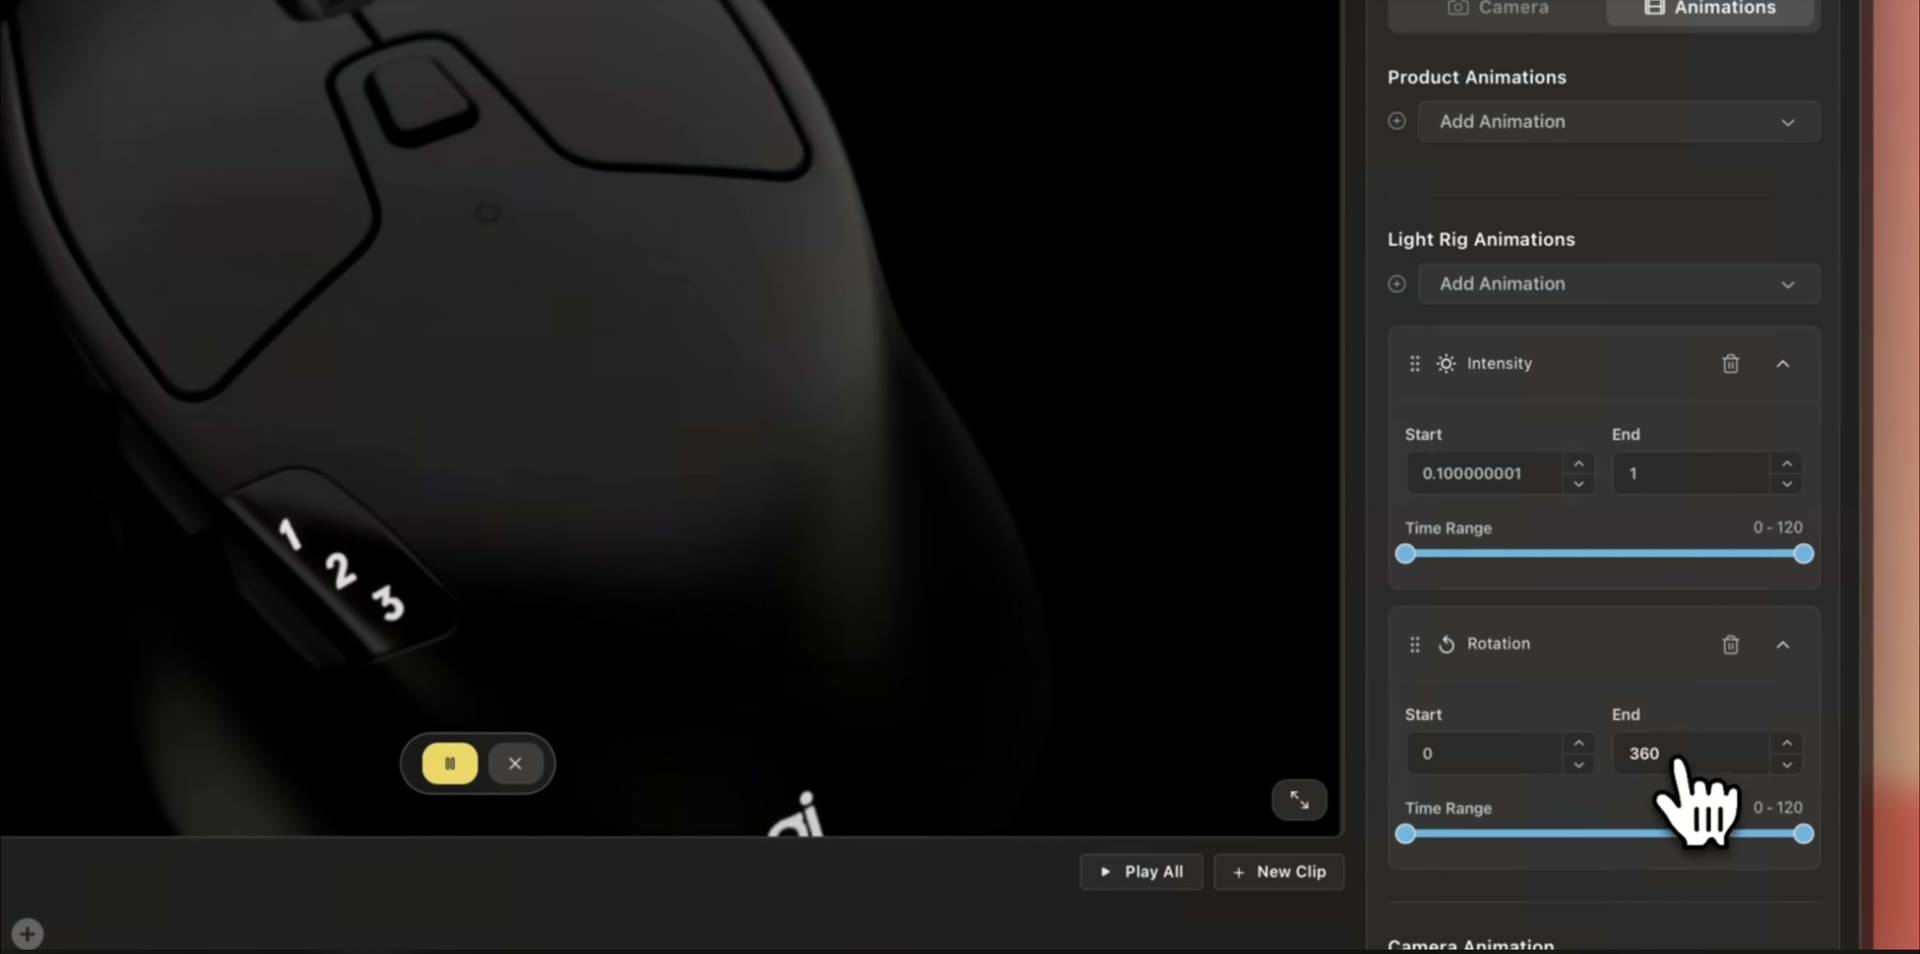 Camera
Animations
Product Animations
Add Animation
Light Rig Animations
Add Animation
Intensity
Start
End
0.100000001
1
Time Range
0 - 120
Rotation
Start
End
0
360
Time Range
0 - 120
Camera Animation
1
2
3
gi
Play All
New Clip